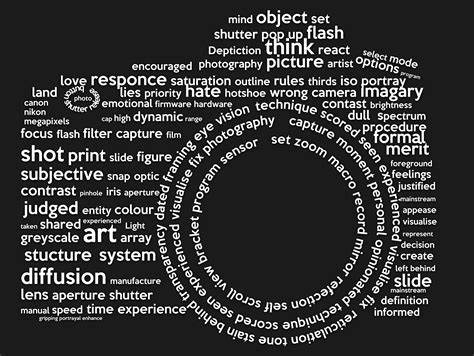 mind object set
shutter pop up flash
Deptiction think react
select mode
encouraged photography picture artist options
program
love responce saturation outline rules thirds iso portray
land photo lies priority hate hotshoe wrong camera imagary
canon emotional firmware hardware contast brightness
nikon cap high dynamic range dull spectrum
megapixels procedure
focus flash filter capture film formal
shot print slide figure merit
foreground
subjective snap optic feelings
contrast pinhole iris aperture justified
mainstream
judged entity colour appease
taken shared experienced Light visualise
greyscale art array represent
decision
stucture system create
left behind
diffusion manufacture slide
lens aperture shutter definition
manual speed time experience informed
gripping portrayal enhance
transparency dated framing eye vision technique scored seen experienced visualise fix reticulation tone stain behind
bracket visualise fix photography capture moment personal opinionated technique scored seen experienced
view program sensor set zoom macro record mirror reflection self scroll